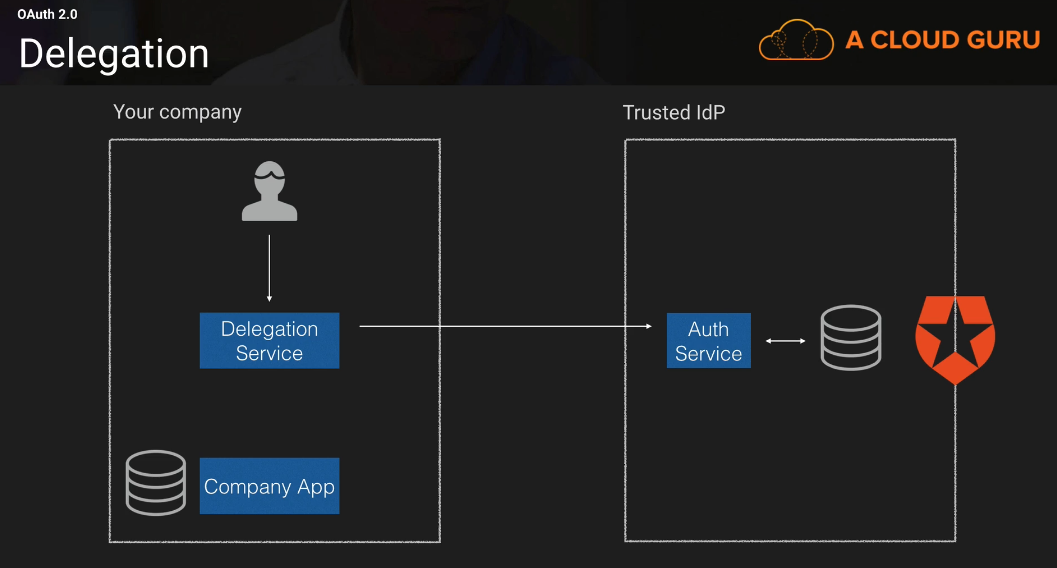 OAuth 2.0
Delegation
A CLOUD GURU
Your company
Trusted IdP
Delegation
Service
Auth
Service
Company App